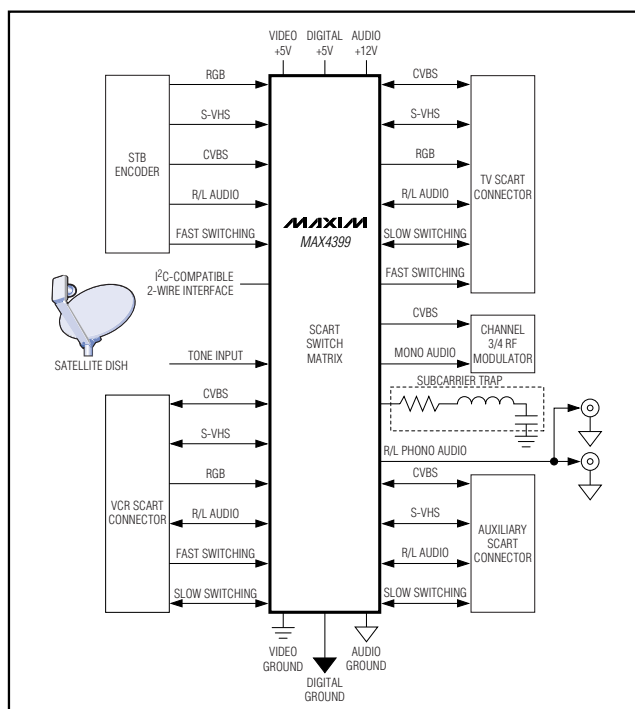 VIDEO
+5V
DIGITAL
+5V
AUDIO
+12V
STB
ENCODER
RGB
S-VHS
CVBS
R/L AUDIO
FAST SWITCHING
I²C-COMPATIBLE
2-WIRE INTERFACE
SATELLITE DISH
TONE INPUT
VCR SCART
CONNECTOR
CVBS
S-VHS
RGB
R/L AUDIO
FAST SWITCHING
SLOW SWITCHING
MAXIM
MAX4399
SCART
SWITCH
MATRIX
CVBS
S-VHS
RGB
R/L AUDIO
SLOW SWITCHING
FAST SWITCHING
TV SCART
CONNECTOR
CVBS
MONO AUDIO
CHANNEL
3/4 RF
MODULATOR
SUBCARRIER TRAP
R/L PHONO AUDIO
CVBS
S-VHS
R/L AUDIO
SLOW SWITCHING
AUXILIARY
SCART
CONNECTOR
VIDEO
GROUND
DIGITAL
GROUND
AUDIO
GROUND